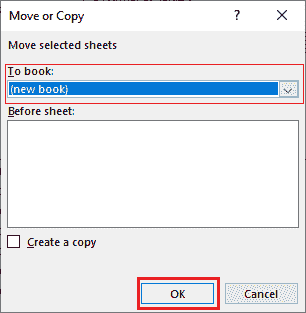 Move or Copy ? ×
Move selected sheets
To book:
(new book)
Before sheet:
Create a copy
OK Cancel